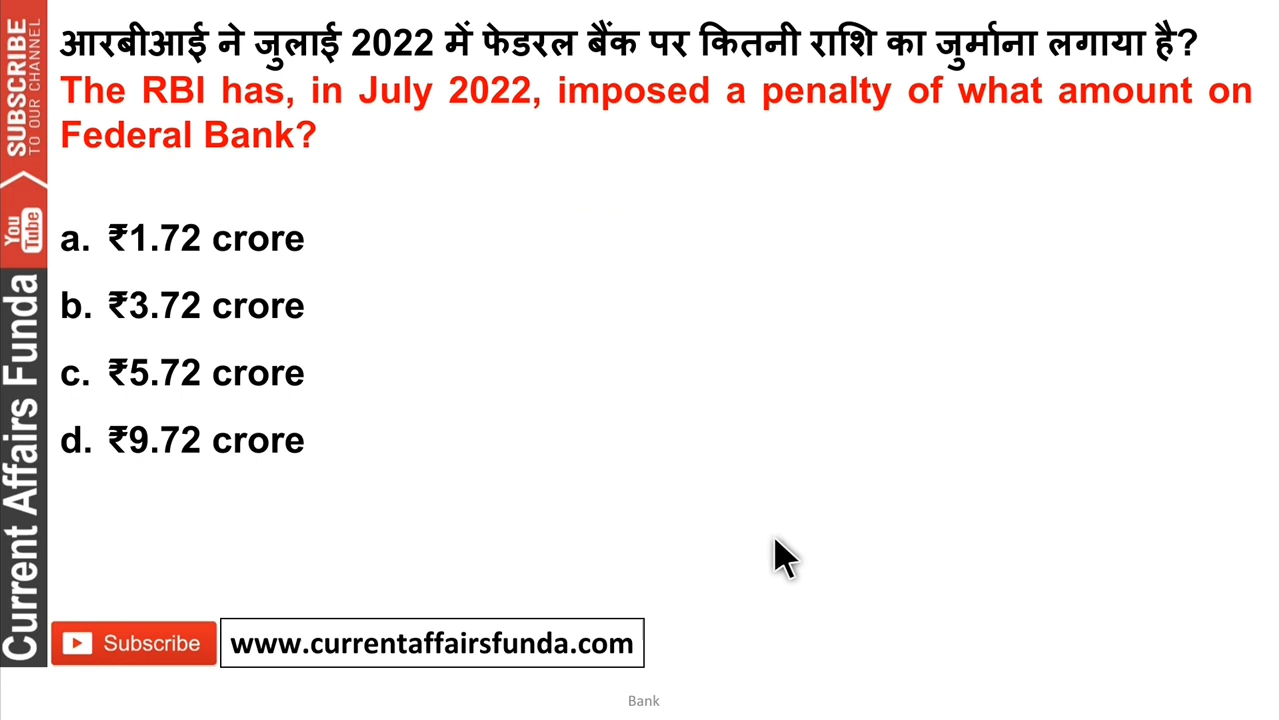 आरबीआई ने जुलाई 2022 में फेडरल बैंक पर कितनी राशि का जुर्माना लगाया है?
The RBI has, in July 2022, imposed a penalty of what amount on
Federal Bank?
a. ₹1.72 crore
b. ₹3.72 crore
c. ₹5.72 crore
d. ₹9.72 crore
SUBSCRIBE
TO OUR CHANNEL
You
Tube
Current Affairs Funda
Subscribe
www.currentaffairsfunda.com
Bank